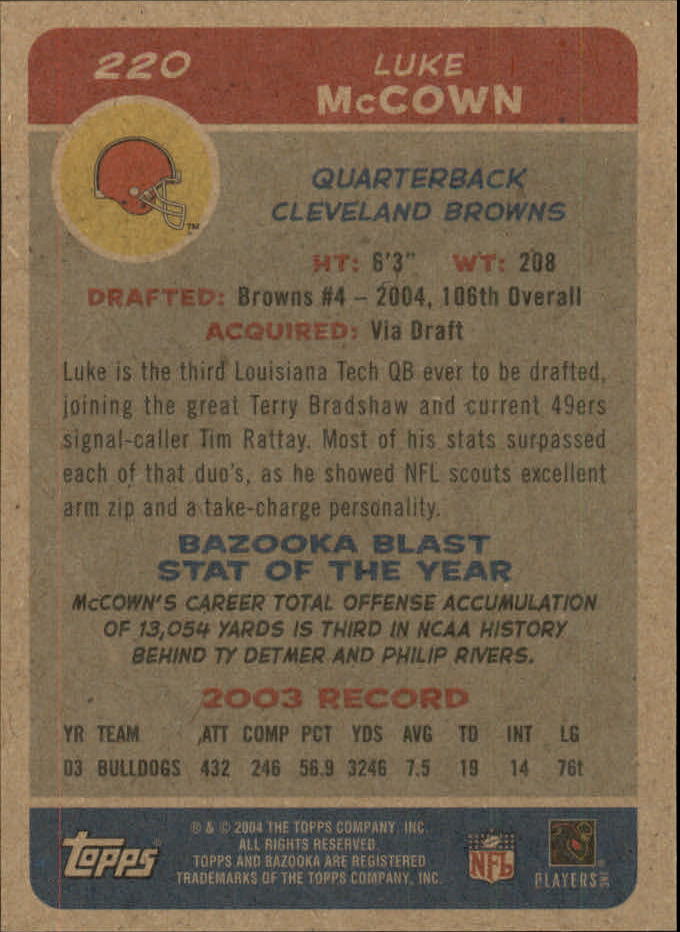 220
LUKE
McCOWN
QUARTERBACK
CLEVELAND BROWNS
TM
HT: 6'3" WT: 208
DRAFTED: Browns #4 – 2004, 106th Overall
ACQUIRED: Via Draft
Luke is the third Louisiana Tech QB ever to be drafted,
joining the great Terry Bradshaw and current 49ers
signal-caller Tim Rattay. Most of his stats surpassed
each of that duo's, as he showed NFL scouts excellent
arm zip and a take-charge personality.
BAZOOKA BLAST
STAT OF THE YEAR
McCOWN'S CAREER TOTAL OFFENSE ACCUMULATION
OF 13,054 YARDS IS THIRD IN NCAA HISTORY
BEHIND TY DETMER AND PHILIP RIVERS.
2003 RECORD
YR TEAM ATT COMP PCT YDS AVG TD INT LG
03 BULLDOGS 432 246 56.9 3246 7.5 19 14 76t
topps
® & © 2004 THE TOPPS COMPANY, INC.
ALL RIGHTS RESERVED.
TOPPS AND BAZOOKA ARE REGISTERED
TRADEMARKS OF THE TOPPS COMPANY, INC.
NFL
PLAYERS INC